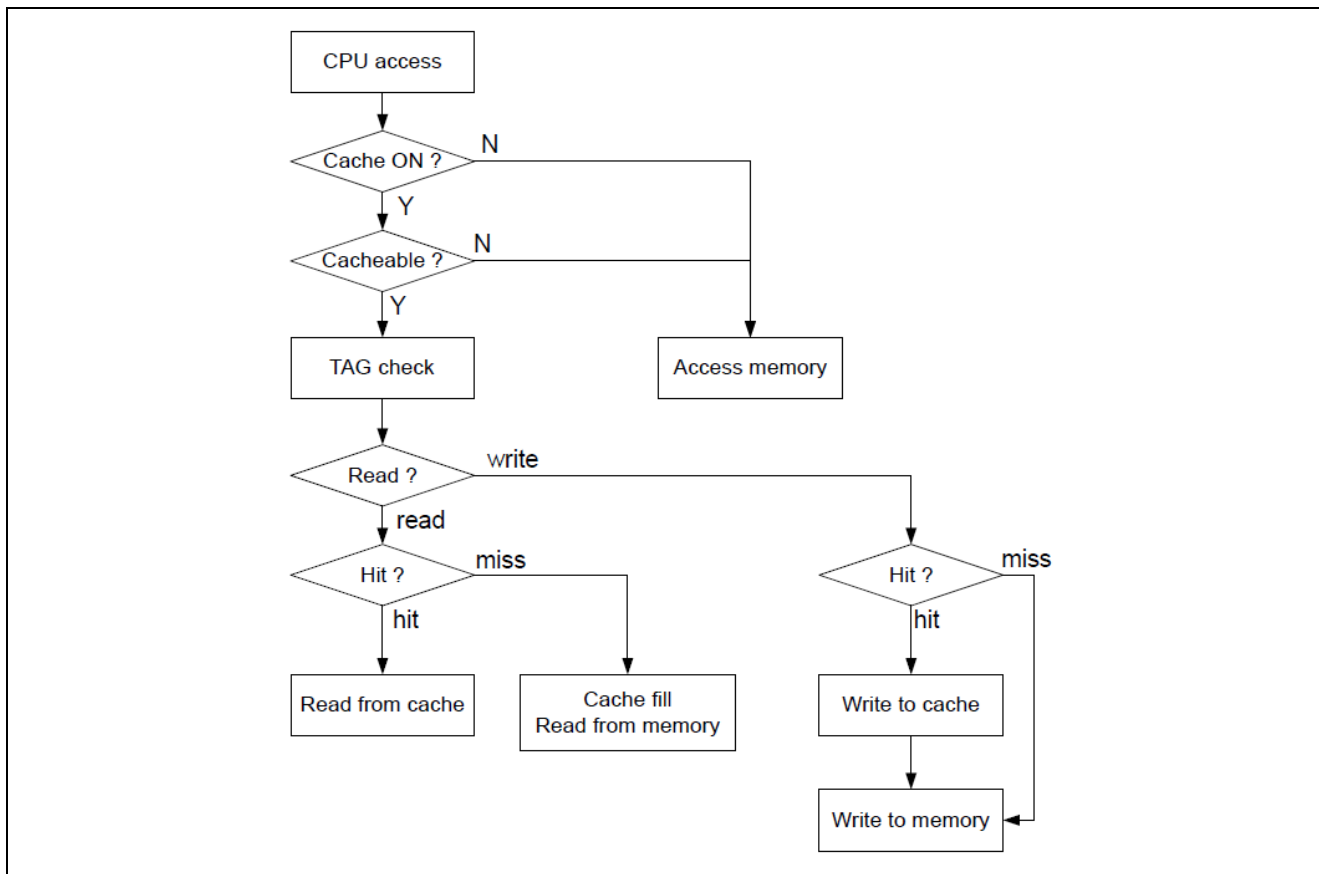 CPU access
Cache ON ?
N
Y
Cacheable ?
N
Y
TAG check
Access memory
Read ?
write
read
Hit ?
miss
hit
Hit ?
miss
hit
Read from cache
Cache fill
Read from memory
Write to cache
Write to memory